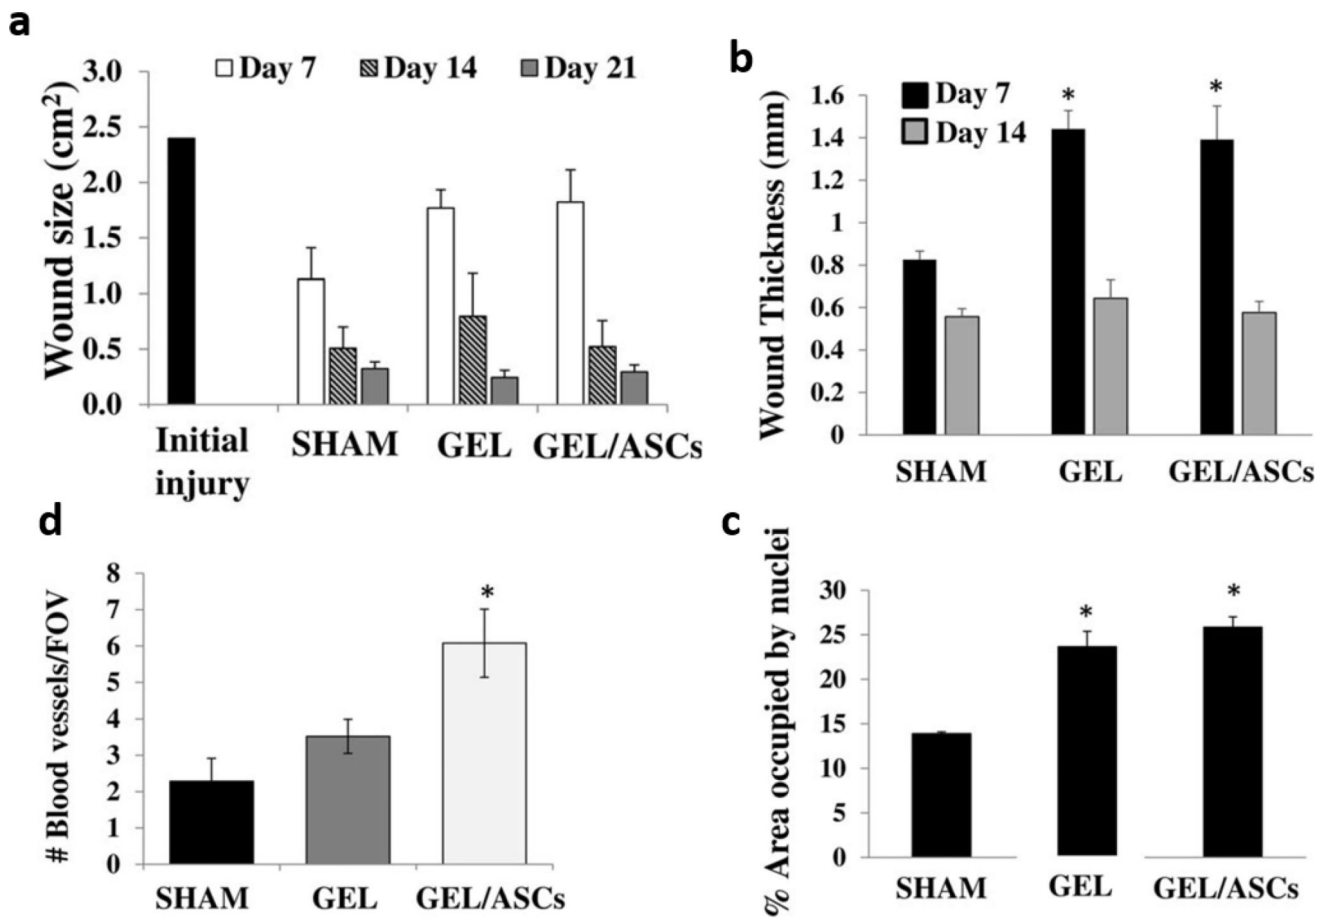 a
Day 7 Day 14 Day 21
Wound size (cm²)
3.0
2.5
2.0
1.5
1.0
0.5
0.0
Initial injury
SHAM GEL GEL/ASCs
b
Day 7
Day 14
Wound Thickness (mm)
1.6
1.4
1.2
1
0.8
0.6
0.4
0.2
0
* *
SHAM GEL GEL/ASCs
d
# Blood vessels/FOV
8
7
6
5
4
3
2
1
0
*
SHAM GEL GEL/ASCs
c
% Area occupied by nuclei
30
25
20
15
10
5
0
* *
SHAM GEL GEL/ASCs